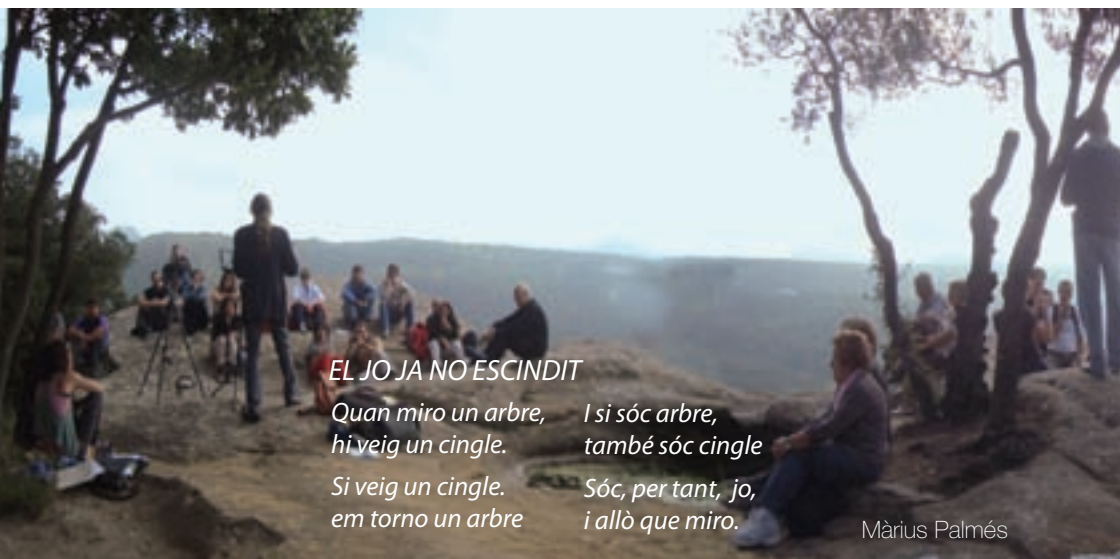 EL JO JA NO ESCINDIT
Quan miro un arbre,
hi veig un cingle.
Si veig un cingle.
em torno un arbre
I si sóc arbre,
també sóc cingle
Sóc, per tant, jo,
i allò que miro.
Màrius Palmés